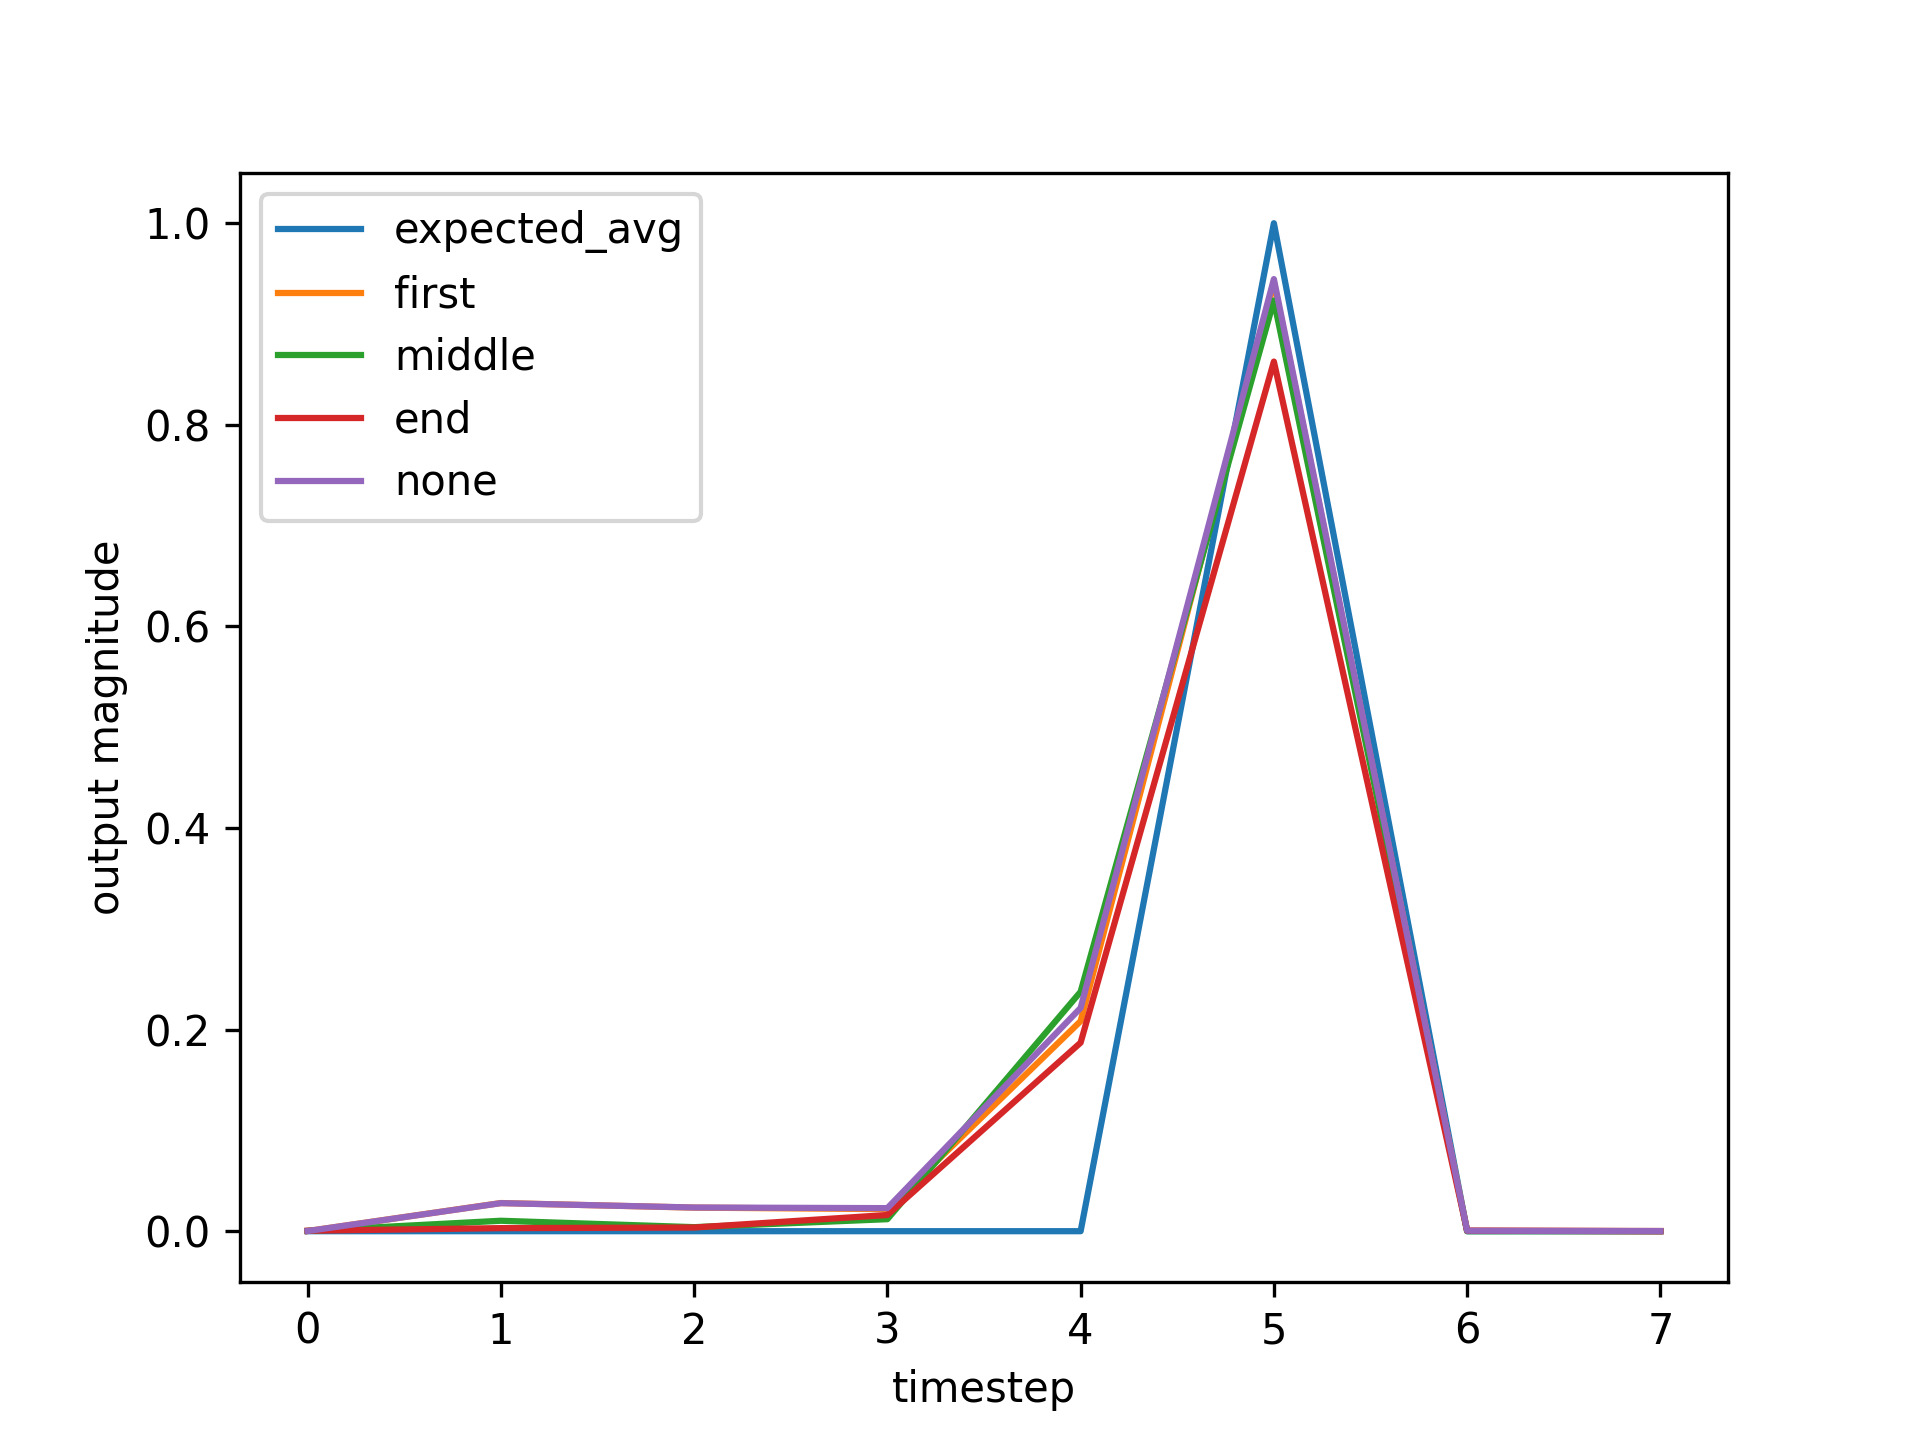 expected_avg
first
middle
end
none
1.0
0.8
0.6
0.4
0.2
0.0
output magnitude
0 1 2 3 4 5 6 7
timestep